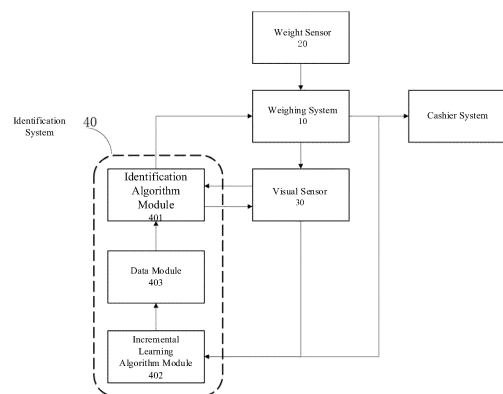 Weight Sensor
20
Weighing System
10
Cashier System
Identification
System
40
Identification
Algorithm
Module
401
Visual Sensor
30
Data Module
403
Incremental
Learning
Algorithm Module
402